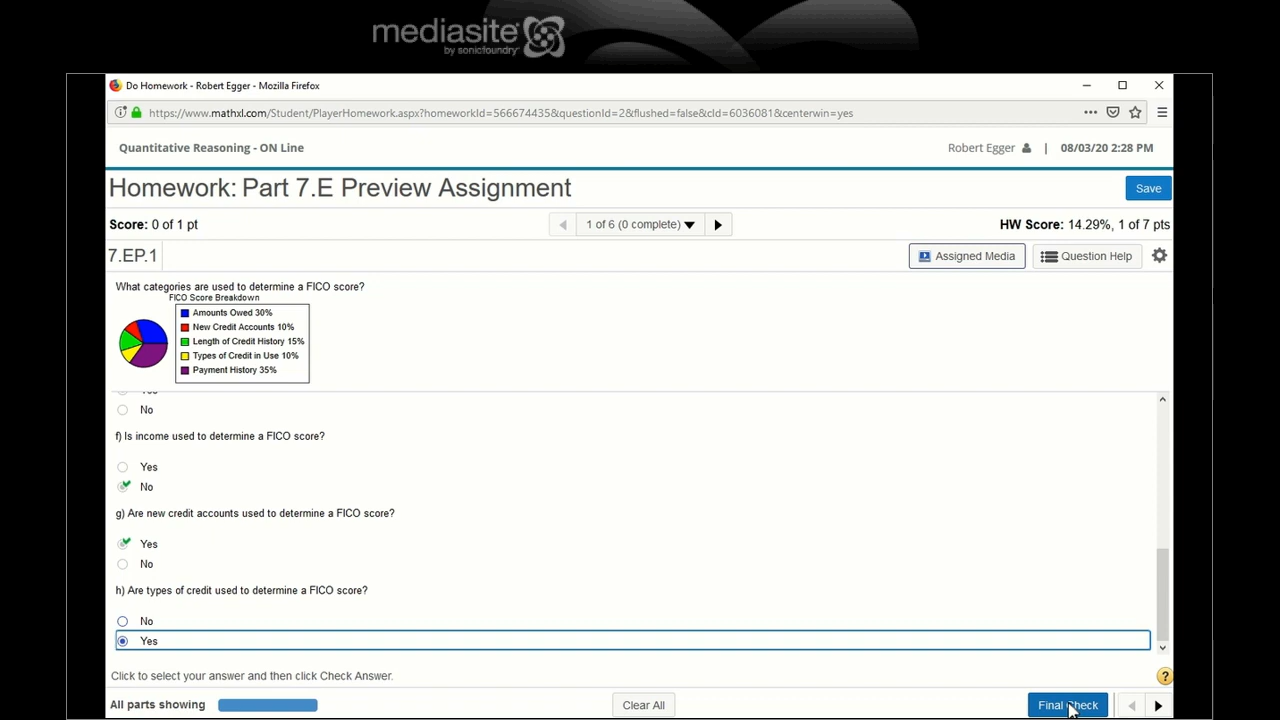 mediasite
by sonicfoundry
Do Homework - Robert Egger - Mozilla Firefox
https://www.mathxl.com/Student/PlayerHomework.aspx?homeworkId=566674435&questionId=2&flushed=false&cId=6036081&centerwin=yes
Quantitative Reasoning - ON Line
Robert Egger | 08/03/20 2:28 PM
Homework: Part 7.E Preview Assignment
Save
Score: 0 of 1 pt
1 of 6 (0 complete)
HW Score: 14.29%, 1 of 7 pts
7.EP.1
Assigned Media
Question Help
What categories are used to determine a FICO score?
FICO Score Breakdown
Amounts Owed 30%
New Credit Accounts 10%
Length of Credit History 15%
Types of Credit in Use 10%
Payment History 35%
Yes
No
f) Is income used to determine a FICO score?
Yes
No
g) Are new credit accounts used to determine a FICO score?
Yes
No
h) Are types of credit used to determine a FICO score?
No
Yes
Click to select your answer and then click Check Answer.
?
All parts showing
Clear All
Final Check